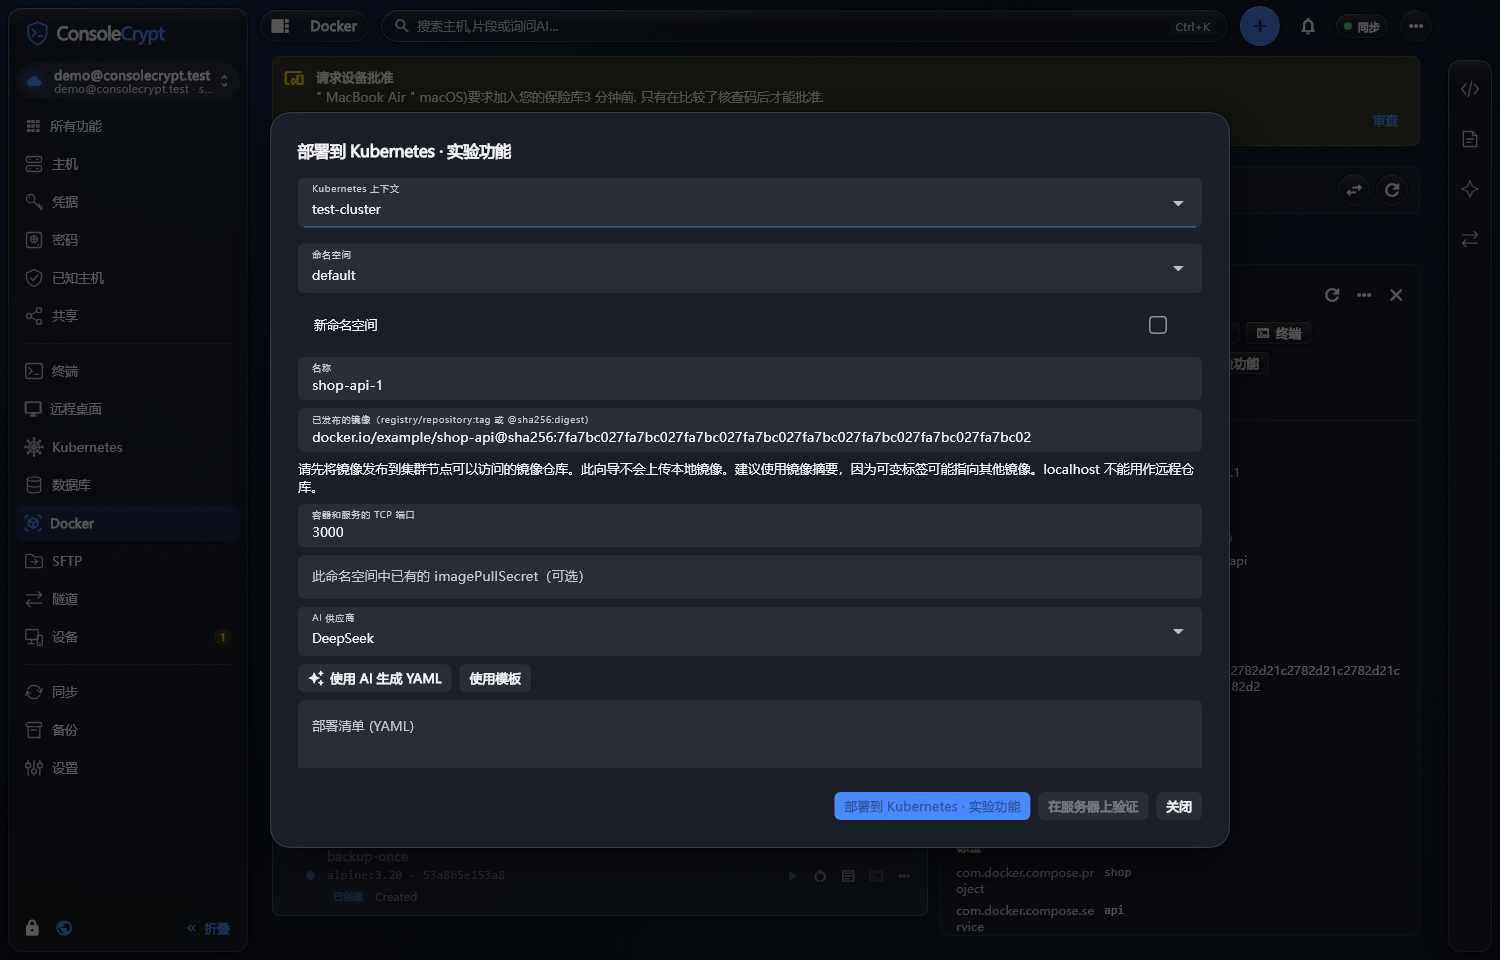 ConsoleCrypt
demo@consolecrypt.test
demo@consolecrypt.test · s...
所有功能
主机
凭据
密码
已知主机
共享
终端
远程桌面
Kubernetes
数据库
Docker
SFTP
隧道
设备
1
同步
备份
设置
折叠
Docker
搜索主机,片段或询问AI...
Ctrl+K
同步
请求设备批准
" MacBook Air " macOS)要求加入您的保险库3 分钟前. 只有在比较了核查码后才能批准.
审查
终端
功能
部署到 Kubernetes · 实验功能
Kubernetes 上下文
test-cluster
命名空间
default
新命名空间
名称
shop-api-1
已发布的镜像（registry/repository:tag 或 @sha256:digest）
docker.io/example/shop-api@sha256:7fa7bc027fa7bc027fa7bc027fa7bc027fa7bc027fa7bc027fa7bc027fa7bc02
请先将镜像发布到集群节点可以访问的镜像仓库。此向导不会上传本地镜像。建议使用镜像摘要，因为可变标签可能指向其他镜像。localhost 不能用作远程仓
库。
容器和服务的 TCP 端口
3000
此命名空间中已有的 imagePullSecret（可选）
AI 供应商
DeepSeek
使用 AI 生成 YAML
使用模板
部署清单 (YAML)
部署到 Kubernetes · 实验功能
在服务器上验证
关闭
.1
api
2782d21c2782d21c2782d21c
782d2
backup-once
alpine:3.20 - 53a8b5e153a8
已创建
Created
com.docker.compose.pr
oject
shop
com.docker.compose.se
rvice
api